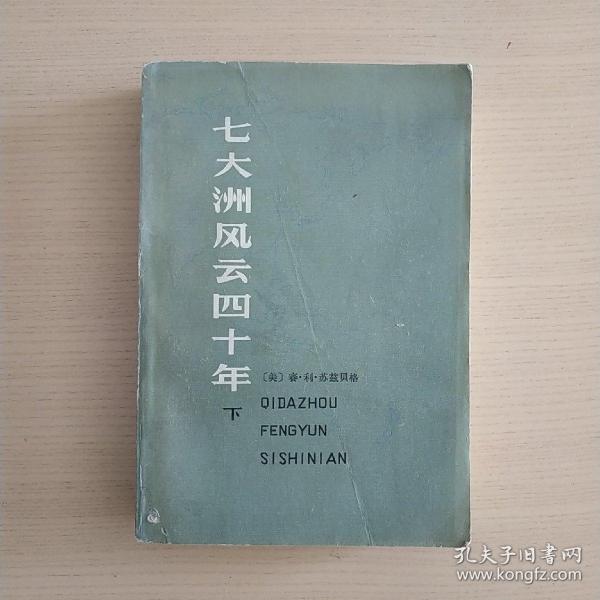 七大洲风云四十年
下
〔美〕赛·利·苏兹贝格
QIDAZHOU
FENGYUN
SISHINIAN
孔夫子旧書网
www.kongfz.com